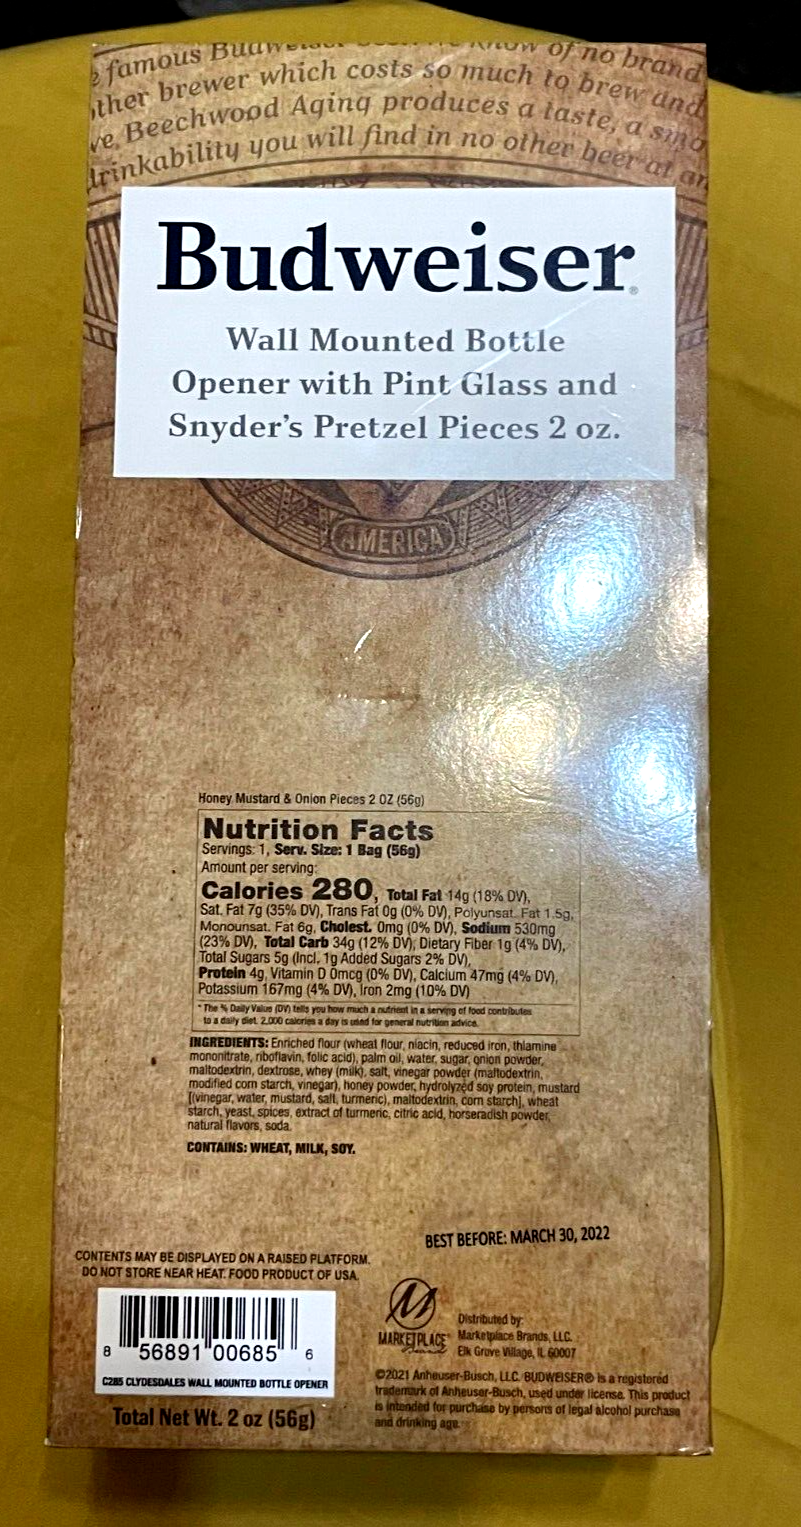 famous Budweiser know of no brand
other brewer which costs so much to brew and
Beechwood Aging produces a taste, a smo
drinkability you will find in no other beer at an
Budweiser®
Wall Mounted Bottle
Opener with Pint Glass and
Snyder's Pretzel Pieces 2 oz.
AMERICA
Honey Mustard & Onion Pieces 2 OZ (56g)
Nutrition Facts
Servings: 1, Serv. Size: 1 Bag (56g)
Amount per serving:
Calories 280, Total Fat 14g (18% DV),
Sat. Fat 7g (35% DV), Trans Fat 0g (0% DV), Polyunsat. Fat 1.5g,
Monounsat. Fat 6g, Cholest. 0mg (0% DV), Sodium 530mg
(23% DV), Total Carb 34g (12% DV), Dietary Fiber 1g (4% DV),
Total Sugars 5g (Incl. 1g Added Sugars 2% DV),
Protein 4g, Vitamin D 0mcg (0% DV), Calcium 47mg (4% DV),
Potassium 167mg (4% DV), Iron 2mg (10% DV)
* The % Daily Value (DV) tells you how much a nutrient in a serving of food contributes
to a daily diet. 2,000 calories a day is used for general nutrition advice.
INGREDIENTS: Enriched flour (wheat flour, niacin, reduced iron, thiamine
mononitrate, riboflavin, folic acid), palm oil, water, sugar, onion powder,
maltodextrin, dextrose, whey (milk), salt, vinegar powder (maltodextrin,
modified corn starch, vinegar), honey powder, hydrolyzed soy protein, mustard
[(vinegar, water, mustard, salt, turmeric), maltodextrin, corn starch], wheat
starch, yeast, spices, extract of turmeric, citric acid, horseradish powder,
natural flavors, soda.
CONTAINS: WHEAT, MILK, SOY.
BEST BEFORE: MARCH 30, 2022
CONTENTS MAY BE DISPLAYED ON A RAISED PLATFORM.
DO NOT STORE NEAR HEAT. FOOD PRODUCT OF USA.
8 56891 00685 6
C285 CLYDESDALES WALL MOUNTED BOTTLE OPENER
Total Net Wt. 2 oz (56g)
M
MARKETPLACE
Distributed by:
Marketplace Brands, LLC.
Elk Grove Village, IL 60007
©2021 Anheuser-Busch, LLC. BUDWEISER® is a registered
trademark of Anheuser-Busch, used under license. This product
is intended for purchase by persons of legal alcohol purchase
and drinking age.